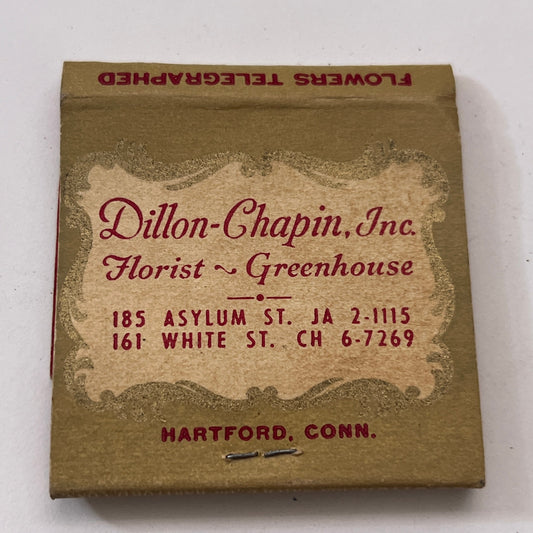 FLOWERS TELEGRAPHED
Dillon-Chapin, Inc.
Florist ~ Greenhouse
185 ASYLUM ST. JA 2-1115
161 WHITE ST. CH 6-7269
HARTFORD, CONN.